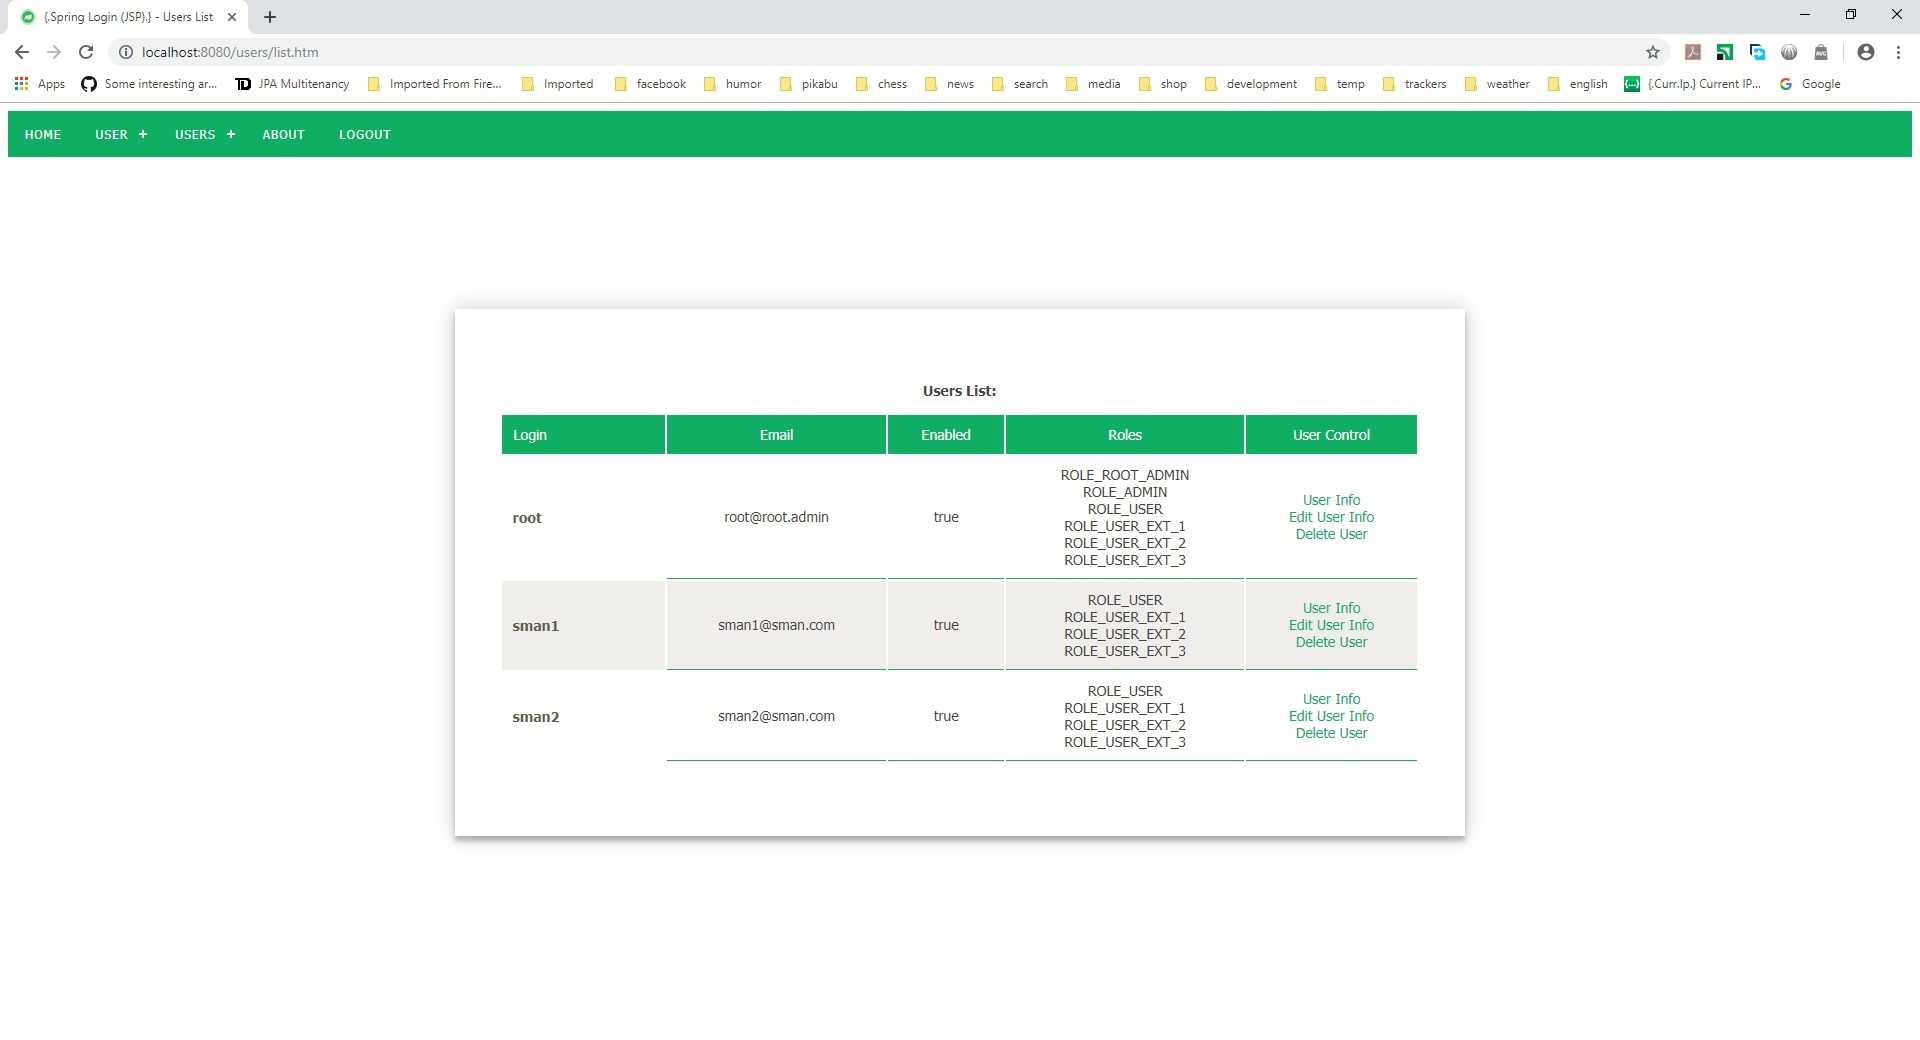 {.Spring Login (JSP).} - Users List
localhost:8080/users/list.htm
Apps Some interesting ar... JPA Multitenancy Imported From Fire... Imported facebook humor pikabu chess news search media shop development temp trackers weather english {.Curr.Ip.} Current IP... Google
HOME USER + USERS + ABOUT LOGOUT
Users List:
Login Email Enabled Roles User Control
root root@root.admin true
ROLE_ROOT_ADMIN
ROLE_ADMIN
ROLE_USER
ROLE_USER_EXT_1
ROLE_USER_EXT_2
ROLE_USER_EXT_3
User Info
Edit User Info
Delete User
sman1 sman1@sman.com true
ROLE_USER
ROLE_USER_EXT_1
ROLE_USER_EXT_2
ROLE_USER_EXT_3
User Info
Edit User Info
Delete User
sman2 sman2@sman.com true
ROLE_USER
ROLE_USER_EXT_1
ROLE_USER_EXT_2
ROLE_USER_EXT_3
User Info
Edit User Info
Delete User